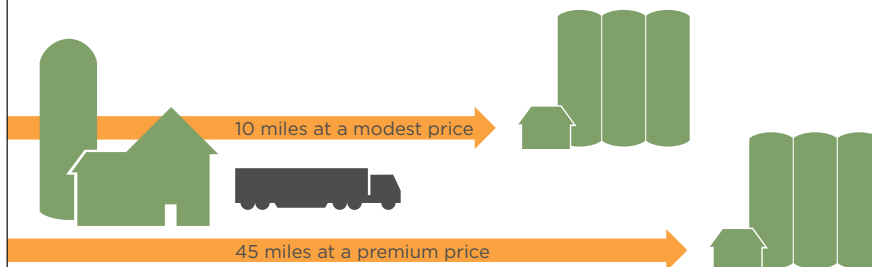 10 miles at a modest price
45 miles at a premium price